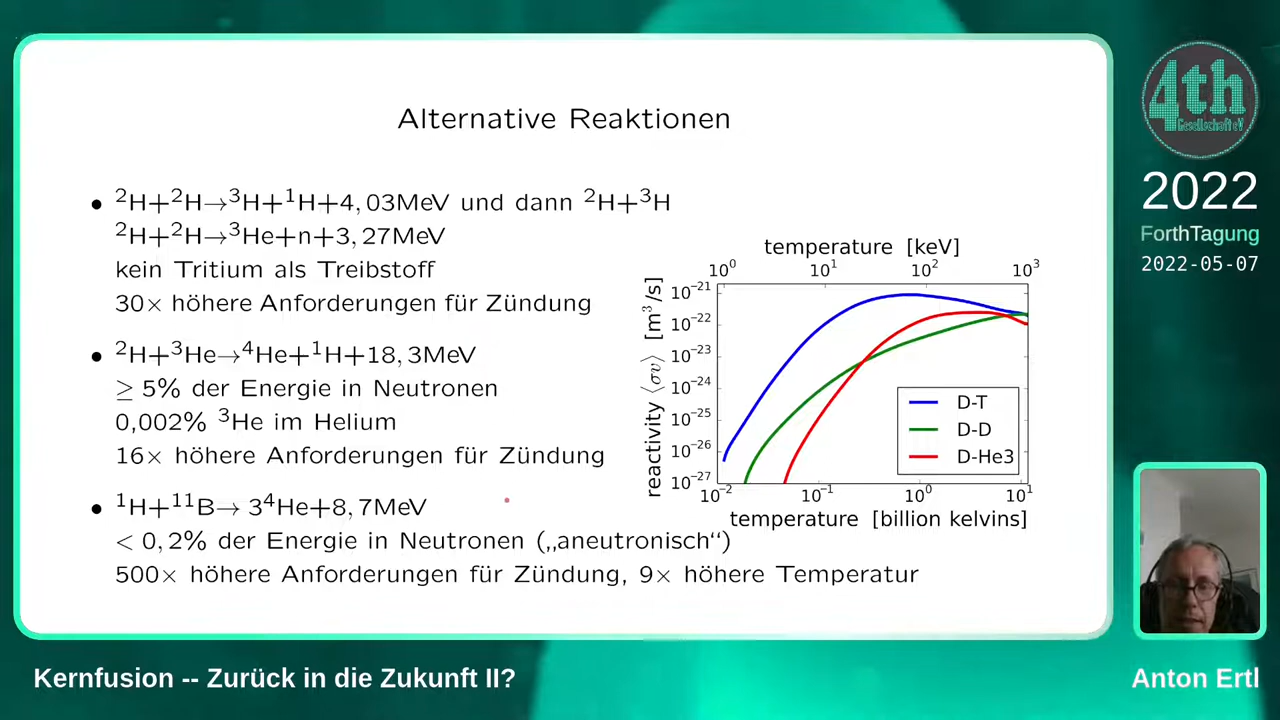 Alternative Reaktionen
• ²H+²H→³H+¹H+4, 03MeV und dann ²H+³H
²H+²H→³He+n+3, 27MeV
kein Tritium als Treibstoff
30× höhere Anforderungen für Zündung
• ²H+³He→⁴He+¹H+18, 3MeV
≥ 5% der Energie in Neutronen
0,002% ³He im Helium
16× höhere Anforderungen für Zündung
• ¹H+¹¹B→ 3⁴He+8, 7MeV
< 0, 2% der Energie in Neutronen („aneutronisch“)
500× höhere Anforderungen für Zündung, 9× höhere Temperatur
temperature [keV]
10⁰ 10¹ 10² 10³
reactivity ⟨σv⟩ [m³/s]
10⁻²¹
10⁻²²
10⁻²³
10⁻²⁴
10⁻²⁵
10⁻²⁶
10⁻²⁷
D-T
D-D
D-He3
10⁻² 10⁻¹ 10⁰ 10¹
temperature [billion kelvins]
4th
Gesellschaft eV
2022
ForthTagung
2022-05-07
Kernfusion -- Zurück in die Zukunft II?
Anton Ertl